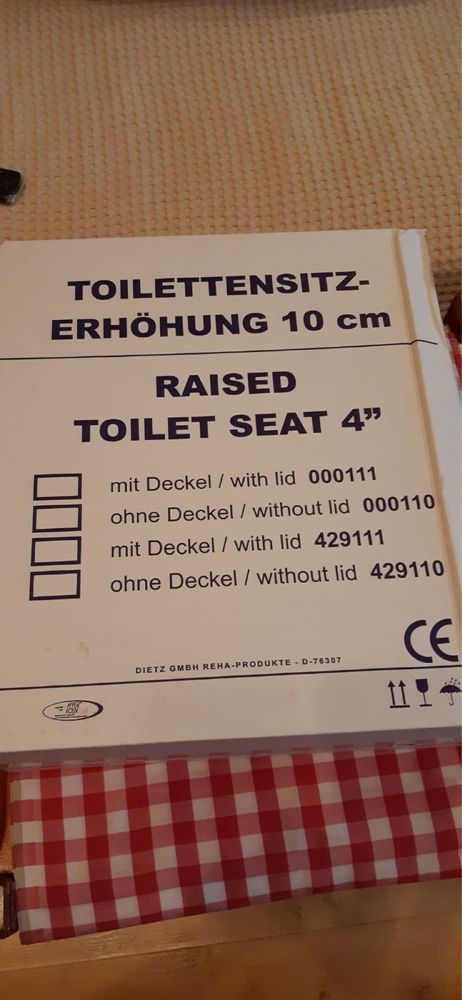 TOILETTENSITZ-
ERHÖHUNG 10 cm
RAISED
TOILET SEAT 4”
mit Deckel / with lid 000111
ohne Deckel / without lid 000110
mit Deckel / with lid 429111
ohne Deckel / without lid 429110
CE
DIETZ GMBH REHA-PRODUKTE - D-76307